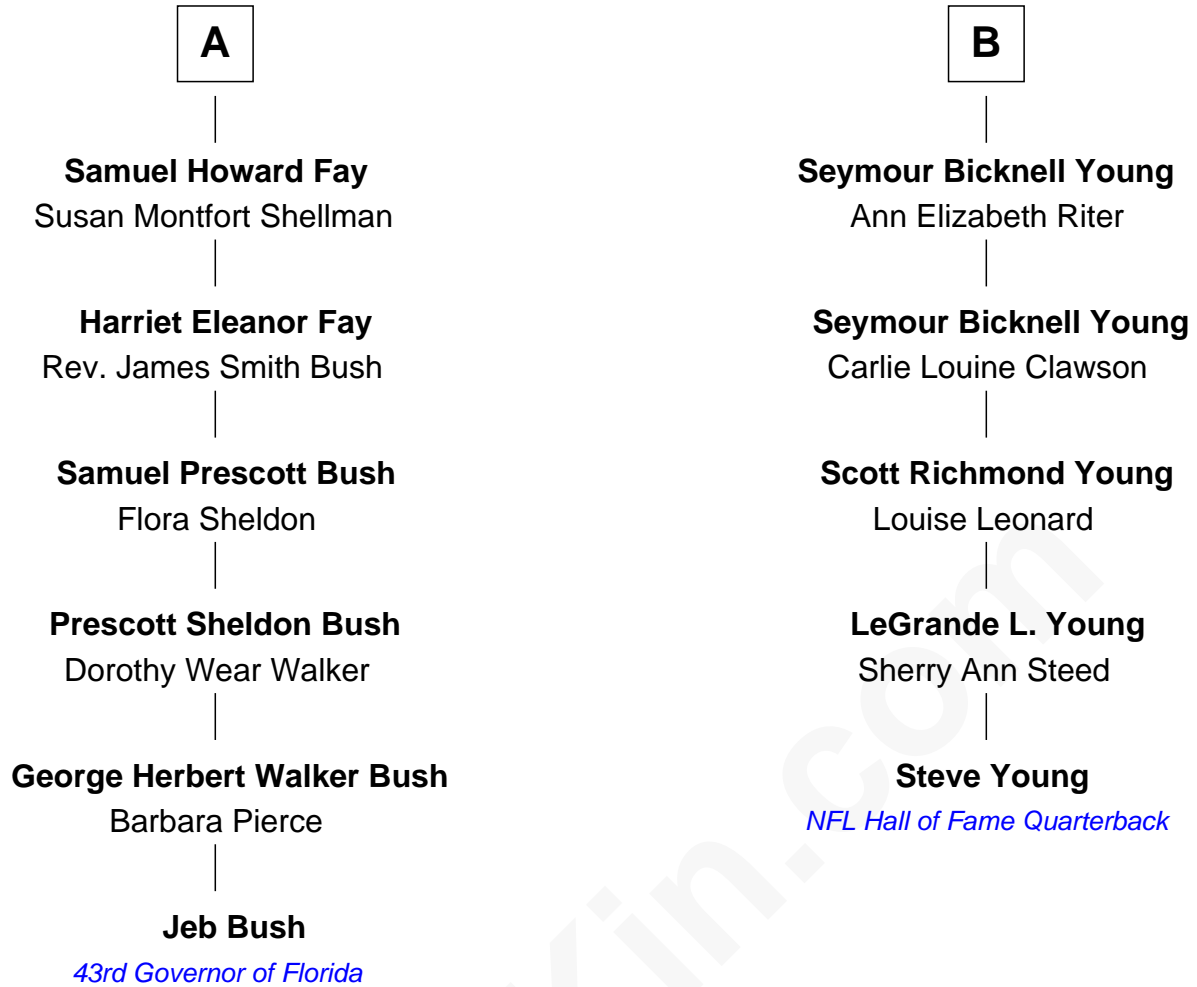 A
Samuel Howard Fay
Susan Montfort Shellman
Harriet Eleanor Fay
Rev. James Smith Bush
Samuel Prescott Bush
Flora Sheldon
Prescott Sheldon Bush
Dorothy Wear Walker
George Herbert Walker Bush
Barbara Pierce
Jeb Bush
43rd Governor of Florida
B
Seymour Bicknell Young
Ann Elizabeth Riter
Seymour Bicknell Young
Carlie Louine Clawson
Scott Richmond Young
Louise Leonard
LeGrande L. Young
Sherry Ann Steed
Steve Young
NFL Hall of Fame Quarterback
kin.com